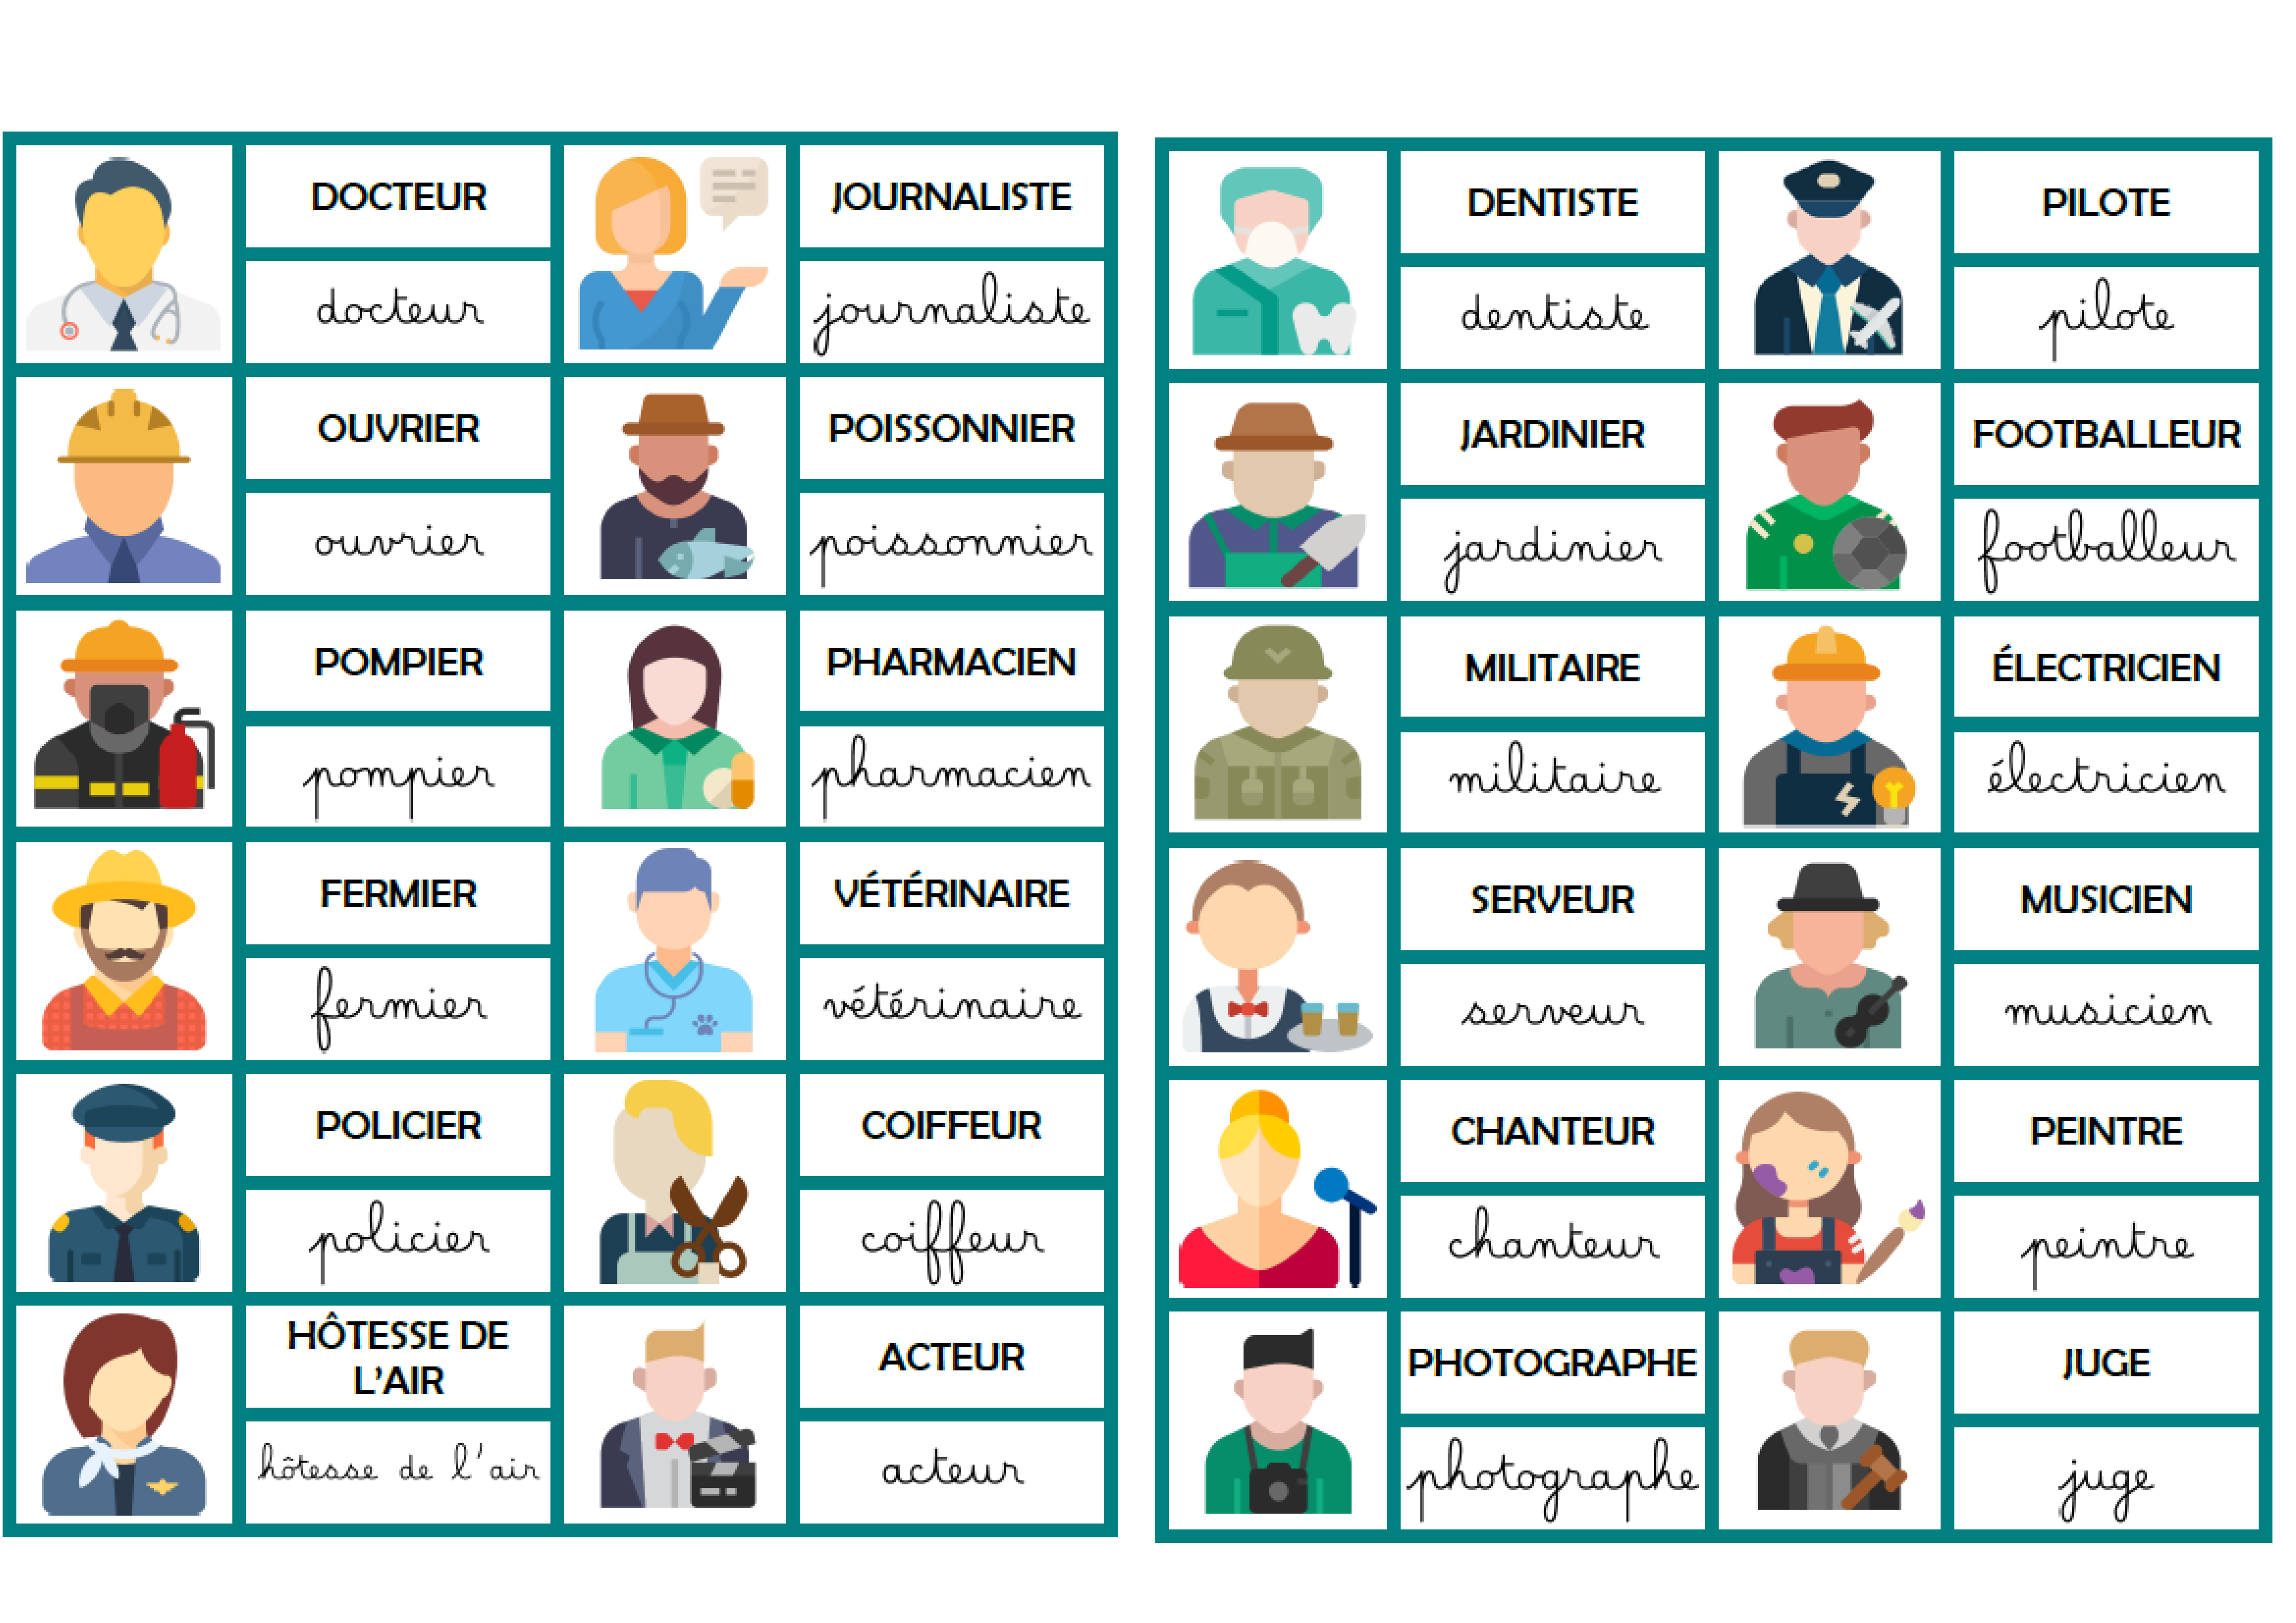 DOCTEUR
docteur
JOURNALISTE
journaliste
OUVRIER
ouvrier
POISSONNIER
poissonnier
POMPIER
pompier
PHARMACIEN
pharmacien
FERMIER
fermier
VÉTÉRINAIRE
vétérinaire
POLICIER
policier
COIFFEUR
coiffeur
HÔTESSE DE
L'AIR
hôtesse de l'air
ACTEUR
acteur
DENTISTE
dentiste
PILOTE
pilote
JARDINIER
jardinier
FOOTBALLEUR
footballeur
MILITAIRE
militaire
ÉLECTRICIEN
électricien
SERVEUR
serveur
MUSICIEN
musicien
CHANTEUR
chanteur
PEINTRE
peintre
PHOTOGRAPHE
photographe
JUGE
juge